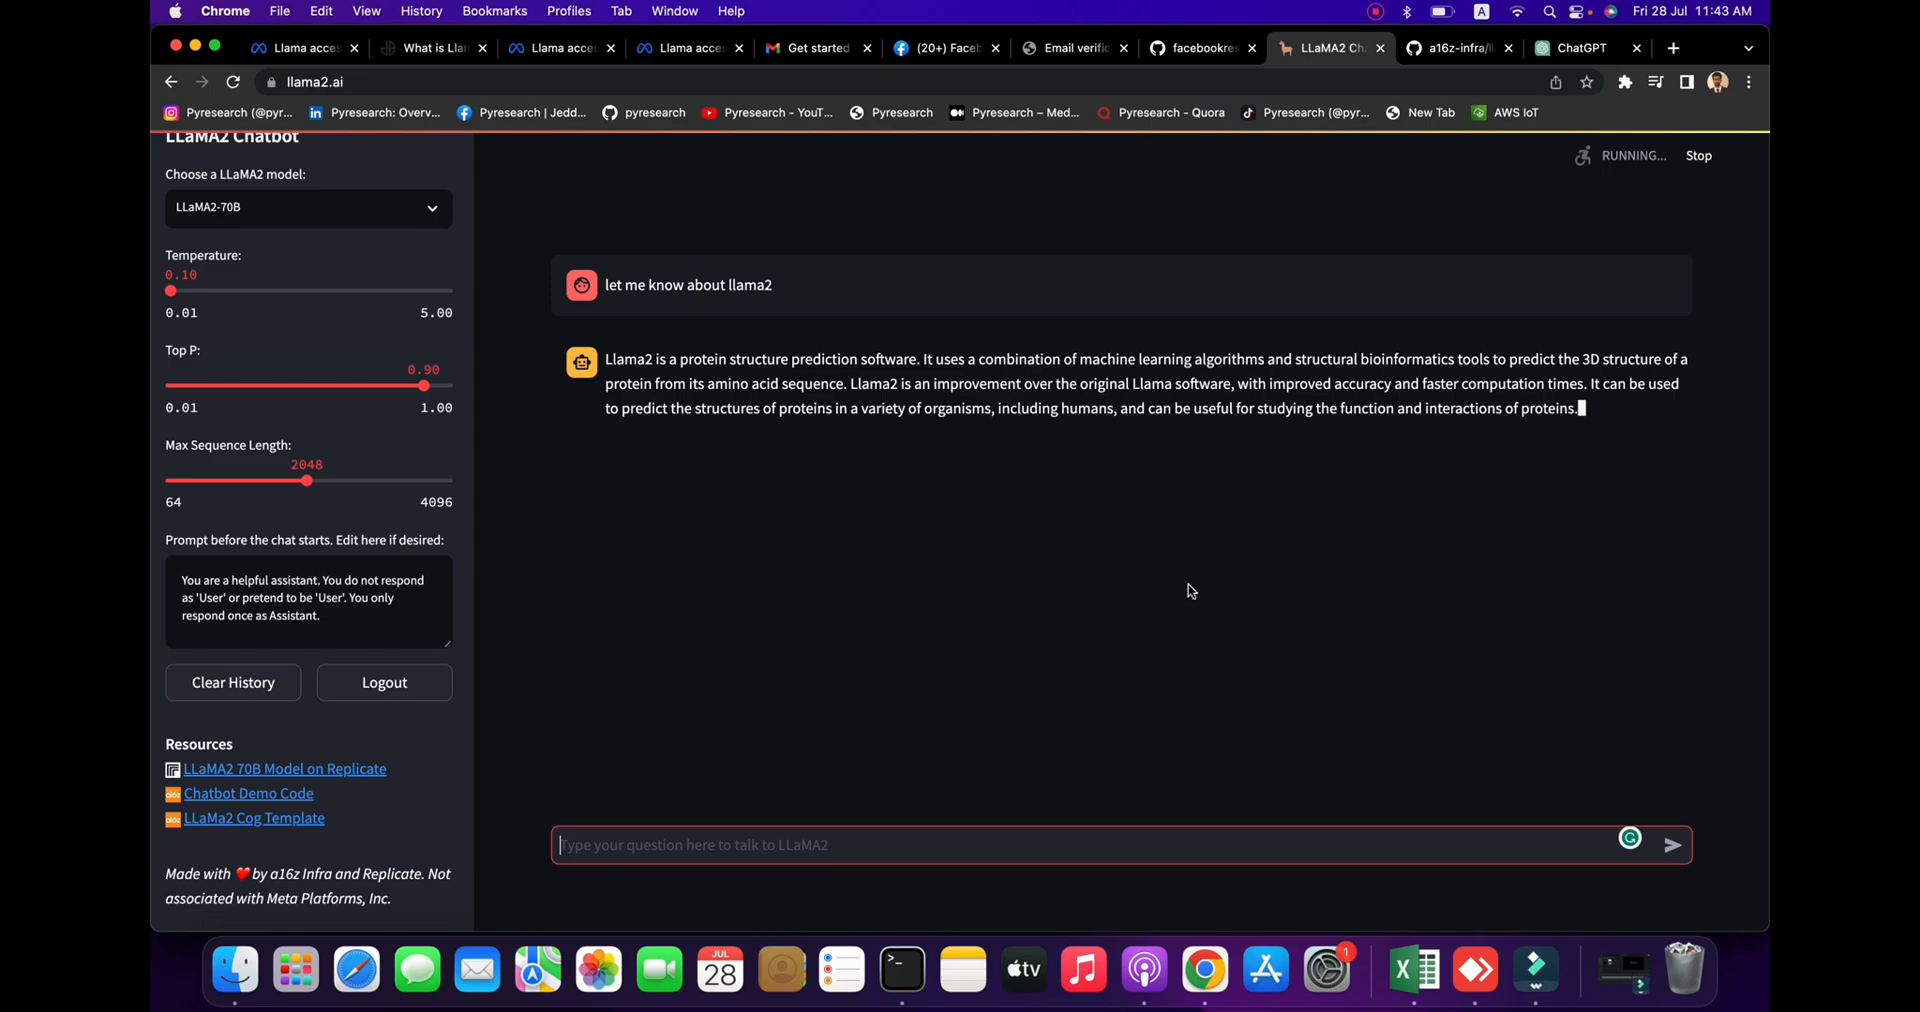 Chrome File Edit View History Bookmarks Profiles Tab Window Help A Fri 28 Jul 11:43 AM
Llama acces What is Llam Llama acces Llama acces Get started (20+) Faceb Email verific facebookres LLaMA2 Cha a16z-infra/ll ChatGPT
llama2.ai
Pyresearch (@pyr... Pyresearch: Overv... Pyresearch | Jedd... pyresearch Pyresearch - YouT... Pyresearch Pyresearch – Med... Pyresearch - Quora Pyresearch (@pyr... New Tab AWS IoT
LLaMA2 Chatbot
RUNNING... Stop
Choose a LLaMA2 model:
LLaMA2-70B
Temperature:
0.10
0.01 5.00
Top P:
0.90
0.01 1.00
Max Sequence Length:
2048
64 4096
Prompt before the chat starts. Edit here if desired:
You are a helpful assistant. You do not respond
as 'User' or pretend to be 'User'. You only
respond once as Assistant.
Clear History Logout
Resources
LLaMA2 70B Model on Replicate
a16z Chatbot Demo Code
a16z LLaMa2 Cog Template
Made with ❤️ by a16z Infra and Replicate. Not
associated with Meta Platforms, Inc.
let me know about llama2
Llama2 is a protein structure prediction software. It uses a combination of machine learning algorithms and structural bioinformatics tools to predict the 3D structure of a
protein from its amino acid sequence. Llama2 is an improvement over the original Llama software, with improved accuracy and faster computation times. It can be used
to predict the structures of proteins in a variety of organisms, including humans, and can be useful for studying the function and interactions of proteins.
Type your question here to talk to LLaMA2
JUL
28
tv
1